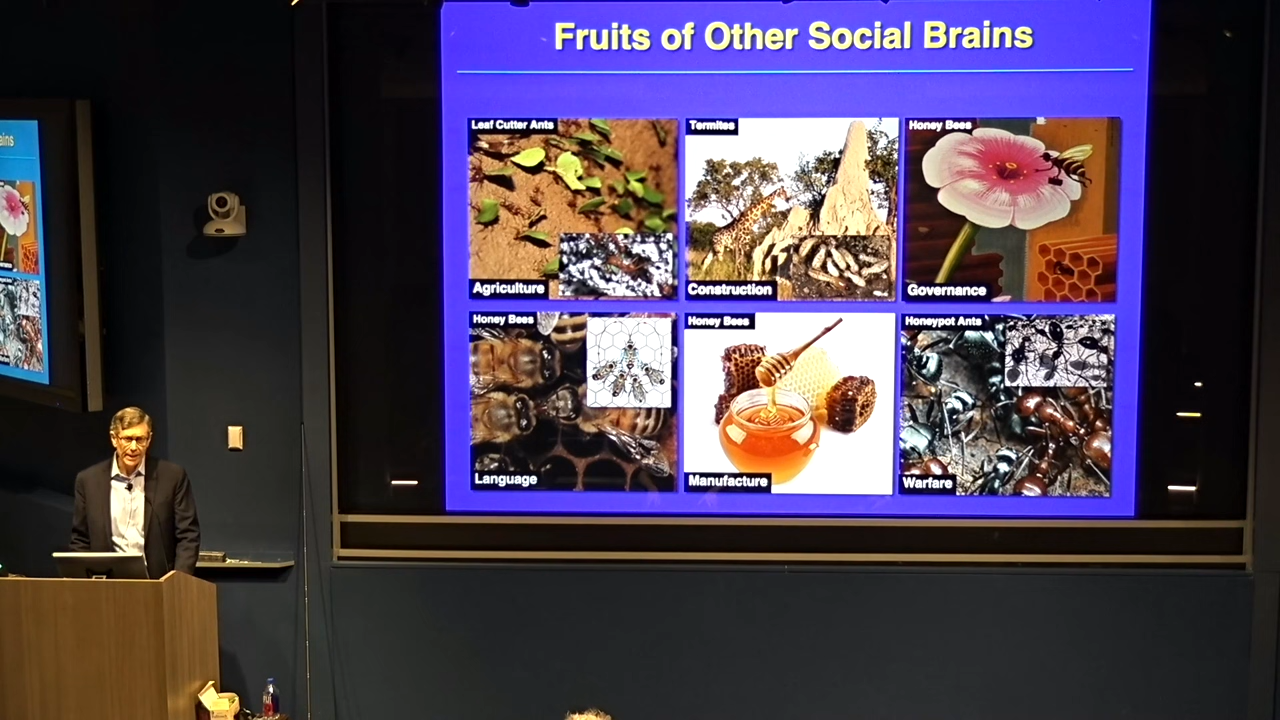 Fruits of Other Social Brains
Leaf Cutter Ants
Agriculture
Termites
Construction
Honey Bees
Governance
Honey Bees
Language
Honey Bees
Manufacture
Honeypot Ants
Warfare